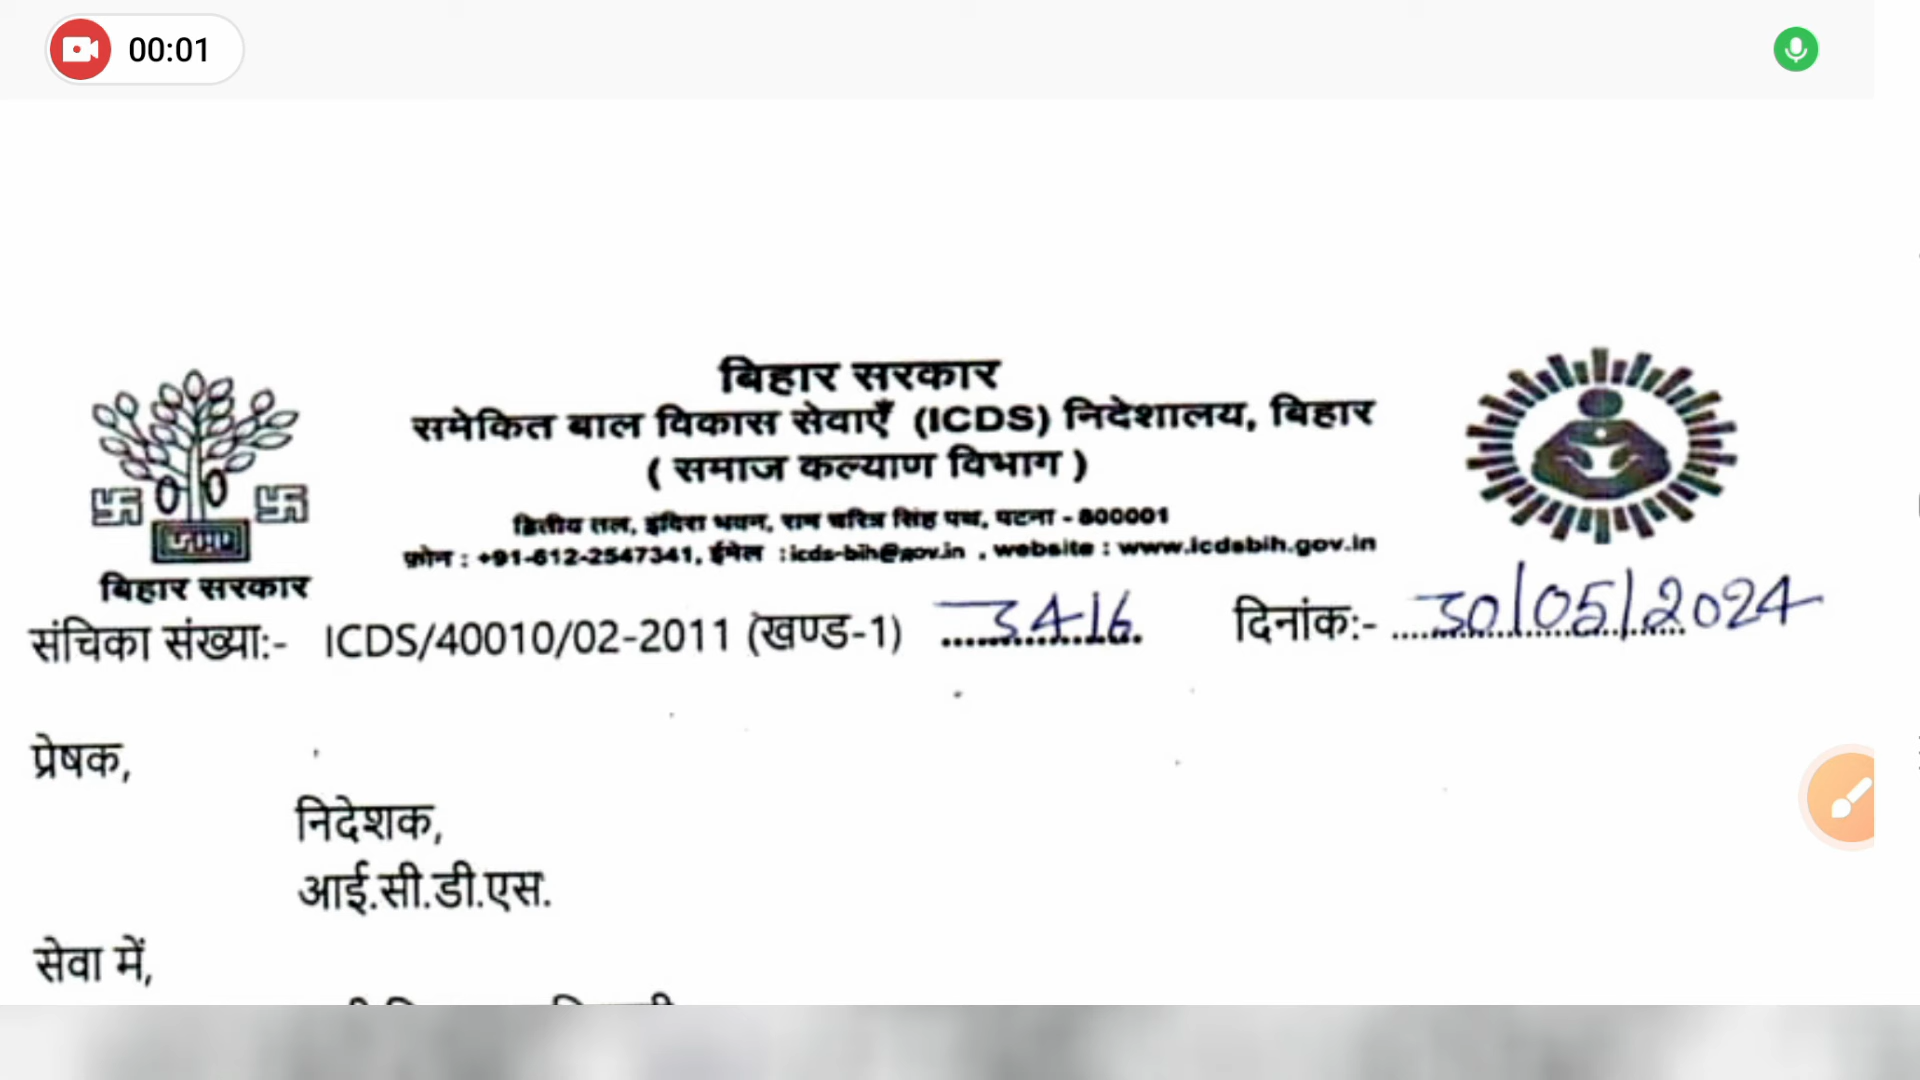 00:01
बिहार सरकार
समेकित बाल विकास सेवाएँ (ICDS) निदेशालय, बिहार
( समाज कल्याण विभाग )
द्वितीय तल, इंदिरा भवन, राम चरित्र सिंह पथ, पटना - 800001
फ़ोन : +91-612-2547341, ईमेल : icds-bih@gov.in , website : www.icdsbih.gov.in
बिहार सरकार
संचिका संख्या:- ICDS/40010/02-2011 (खण्ड-1) 3416 दिनांक:- 30/05/2024
प्रेषक,
निदेशक,
आई.सी.डी.एस.
सेवा में,